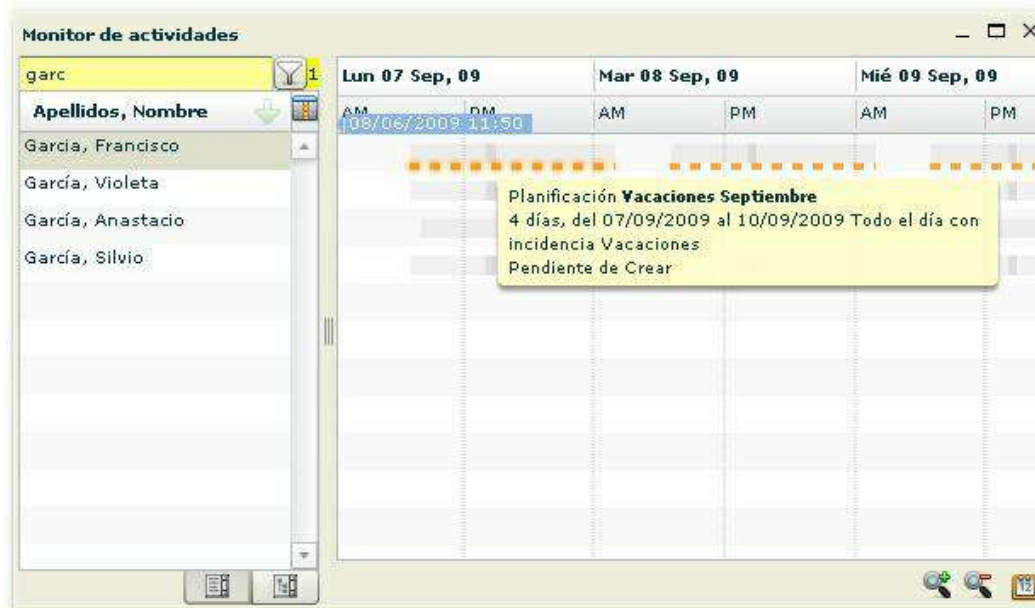 Monitor de actividades
garc 1
Apellidos, Nombre
Garcia, Francisco
García, Violeta
García, Anastacio
García, Silvio
Lun 07 Sep, 09 Mar 08 Sep, 09 Mié 09 Sep, 09
AM PM AM PM AM PM
08/06/2009 11:50
Planificación Vacaciones Septiembre
4 días, del 07/09/2009 al 10/09/2009 Todo el día con
incidencia Vacaciones
Pendiente de Crear
12